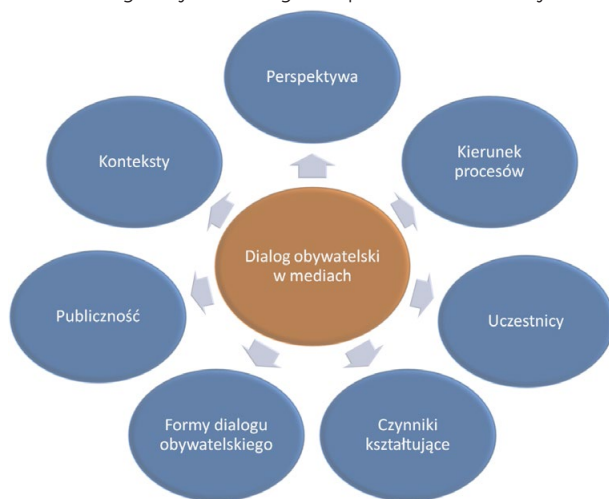 Perspektywa
Kierunek
procesów
Uczestnicy
Czynniki
kształtujące
Formy dialogu
obywatelskiego
Publiczność
Konteksty
Dialog obywatelski
w mediach